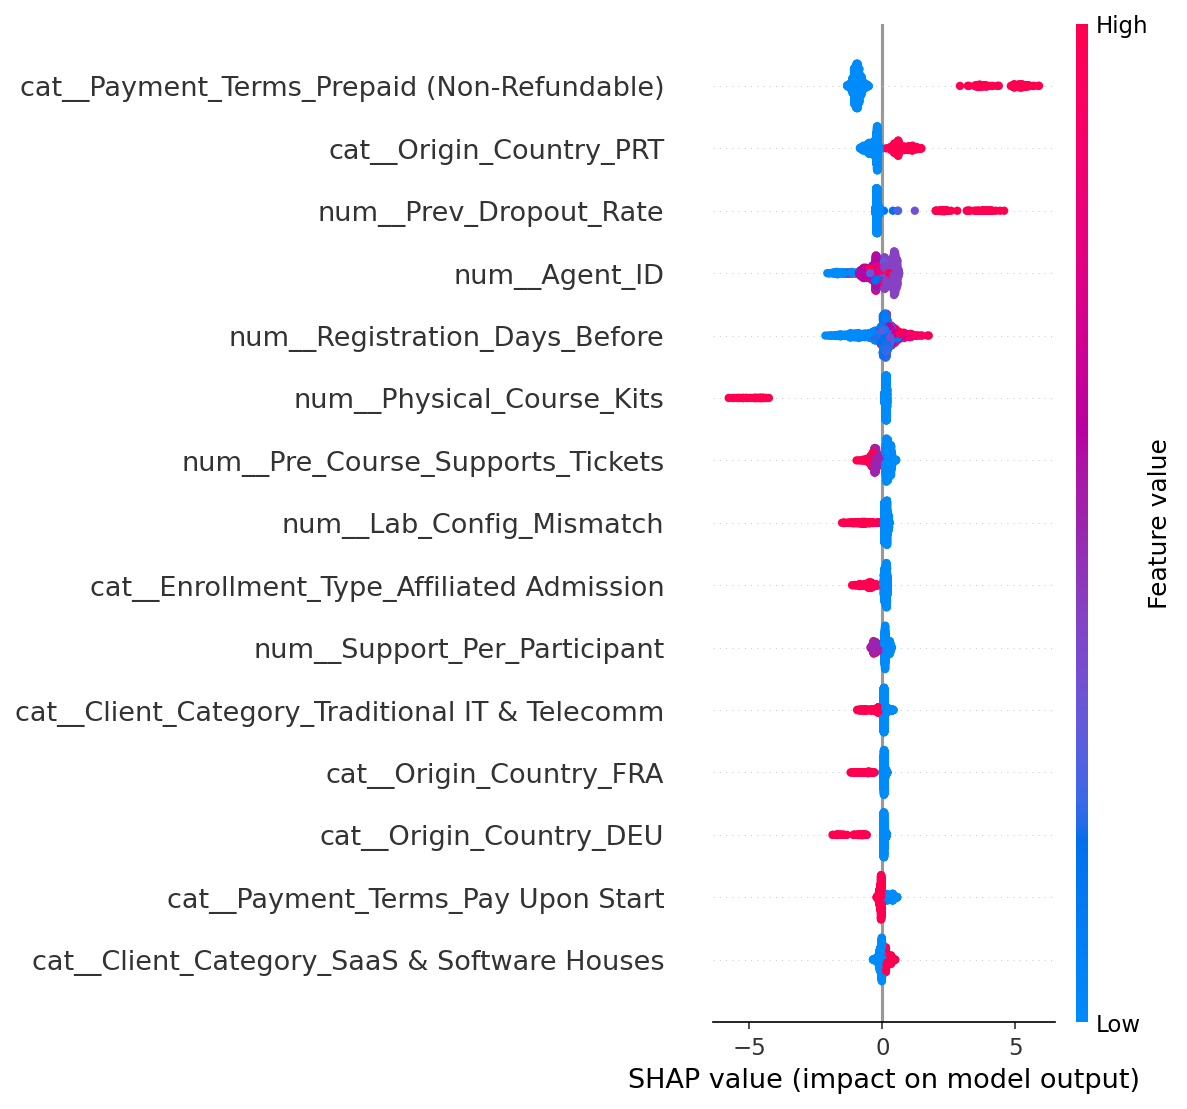 High
cat__Payment_Terms_Prepaid (Non-Refundable)
cat__Origin_Country_PRT
num__Prev_Dropout_Rate
num__Agent_ID
num__Registration_Days_Before
num__Physical_Course_Kits
num__Pre_Course_Supports_Tickets
num__Lab_Config_Mismatch
cat__Enrollment_Type_Affiliated Admission
num__Support_Per_Participant
cat__Client_Category_Traditional IT & Telecomm
cat__Origin_Country_FRA
cat__Origin_Country_DEU
cat__Payment_Terms_Pay Upon Start
cat__Client_Category_SaaS & Software Houses
Feature value
Low
−5 0 5
SHAP value (impact on model output)